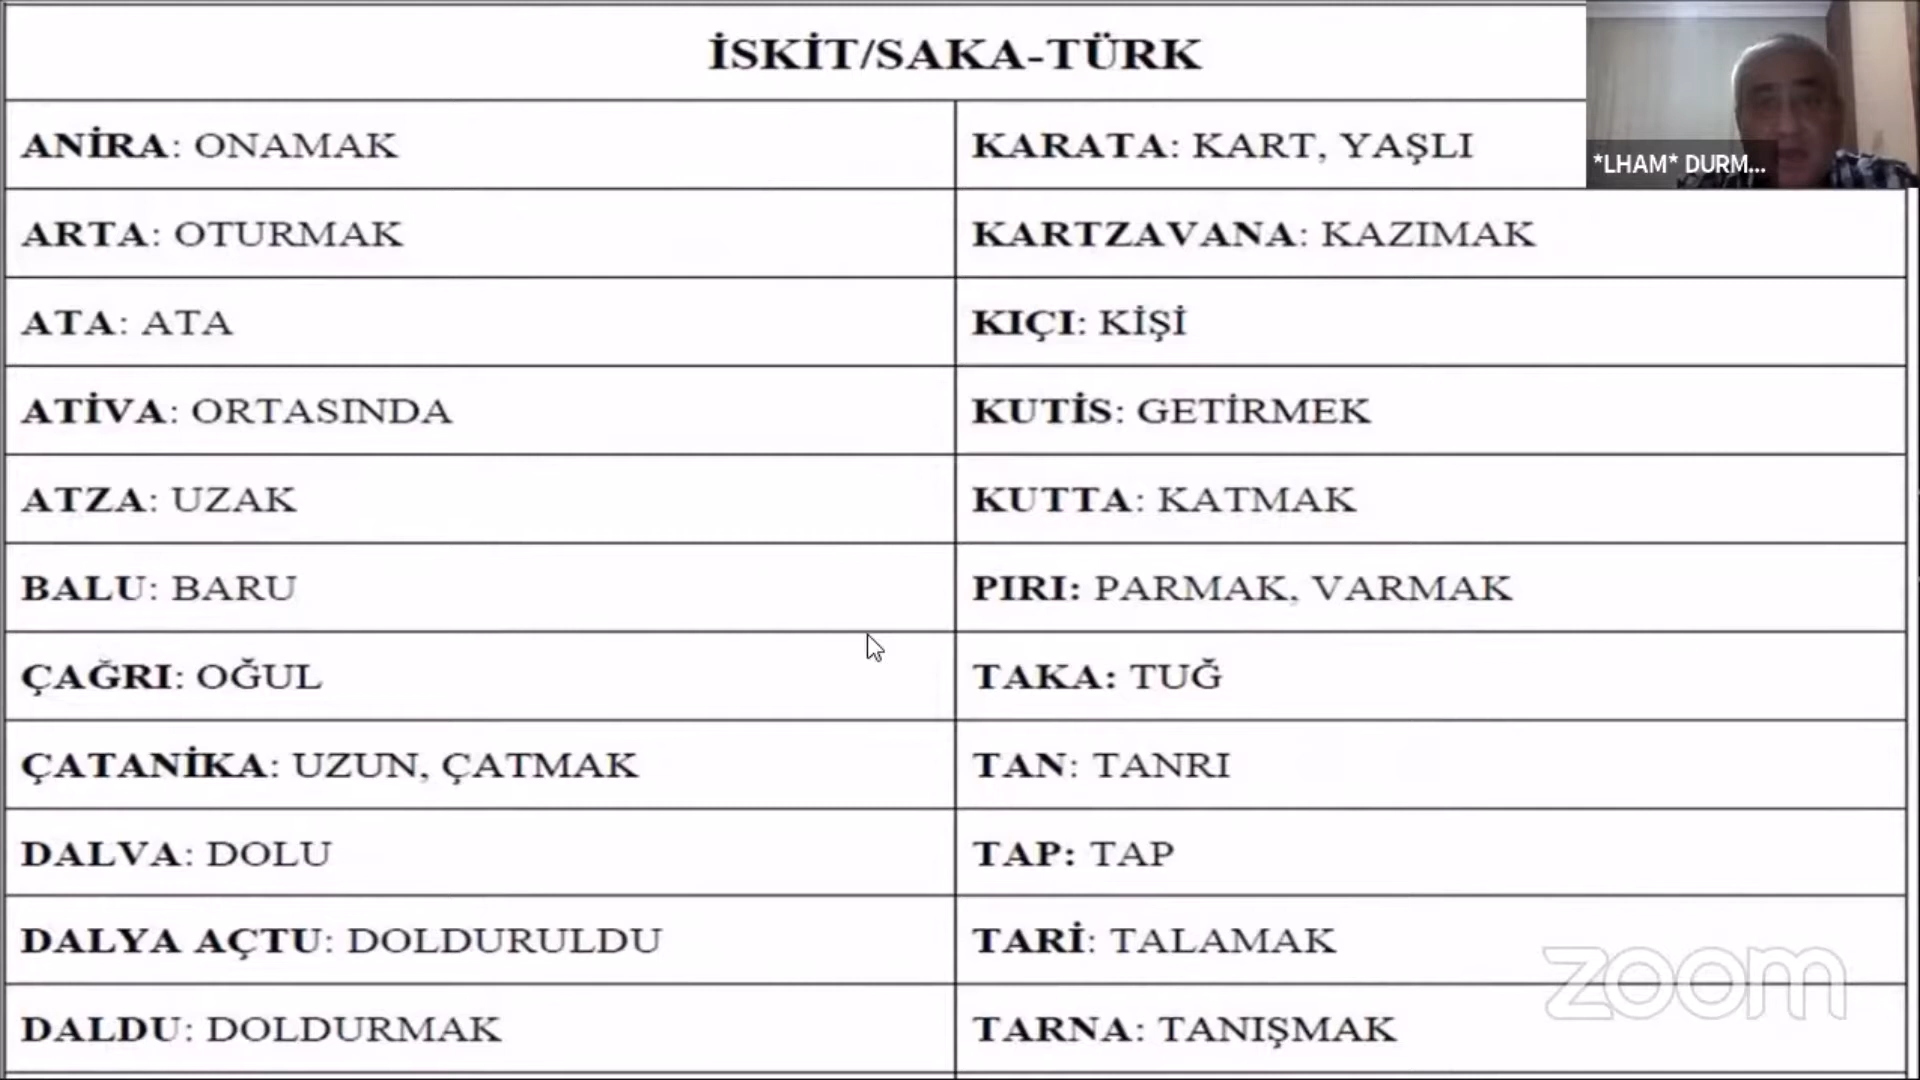 İSKİT/SAKA-TÜRK
*LHAM* DURM...
ANİRA: ONAMAK
KARATA: KART, YAŞLI
ARTA: OTURMAK
KARTZAVANA: KAZIMAK
ATA: ATA
KIÇI: KİŞİ
ATİVA: ORTASINDA
KUTİS: GETİRMEK
ATZA: UZAK
KUTTA: KATMAK
BALU: BARU
PIRI: PARMAK, VARMAK
ÇAĞRI: OĞUL
TAKA: TUĞ
ÇATANİKA: UZUN, ÇATMAK
TAN: TANRI
DALVA: DOLU
TAP: TAP
DALYA AÇTU: DOLDURULDU
TARİ: TALAMAK
DALDU: DOLDURMAK
TARNA: TANIŞMAK
zoom